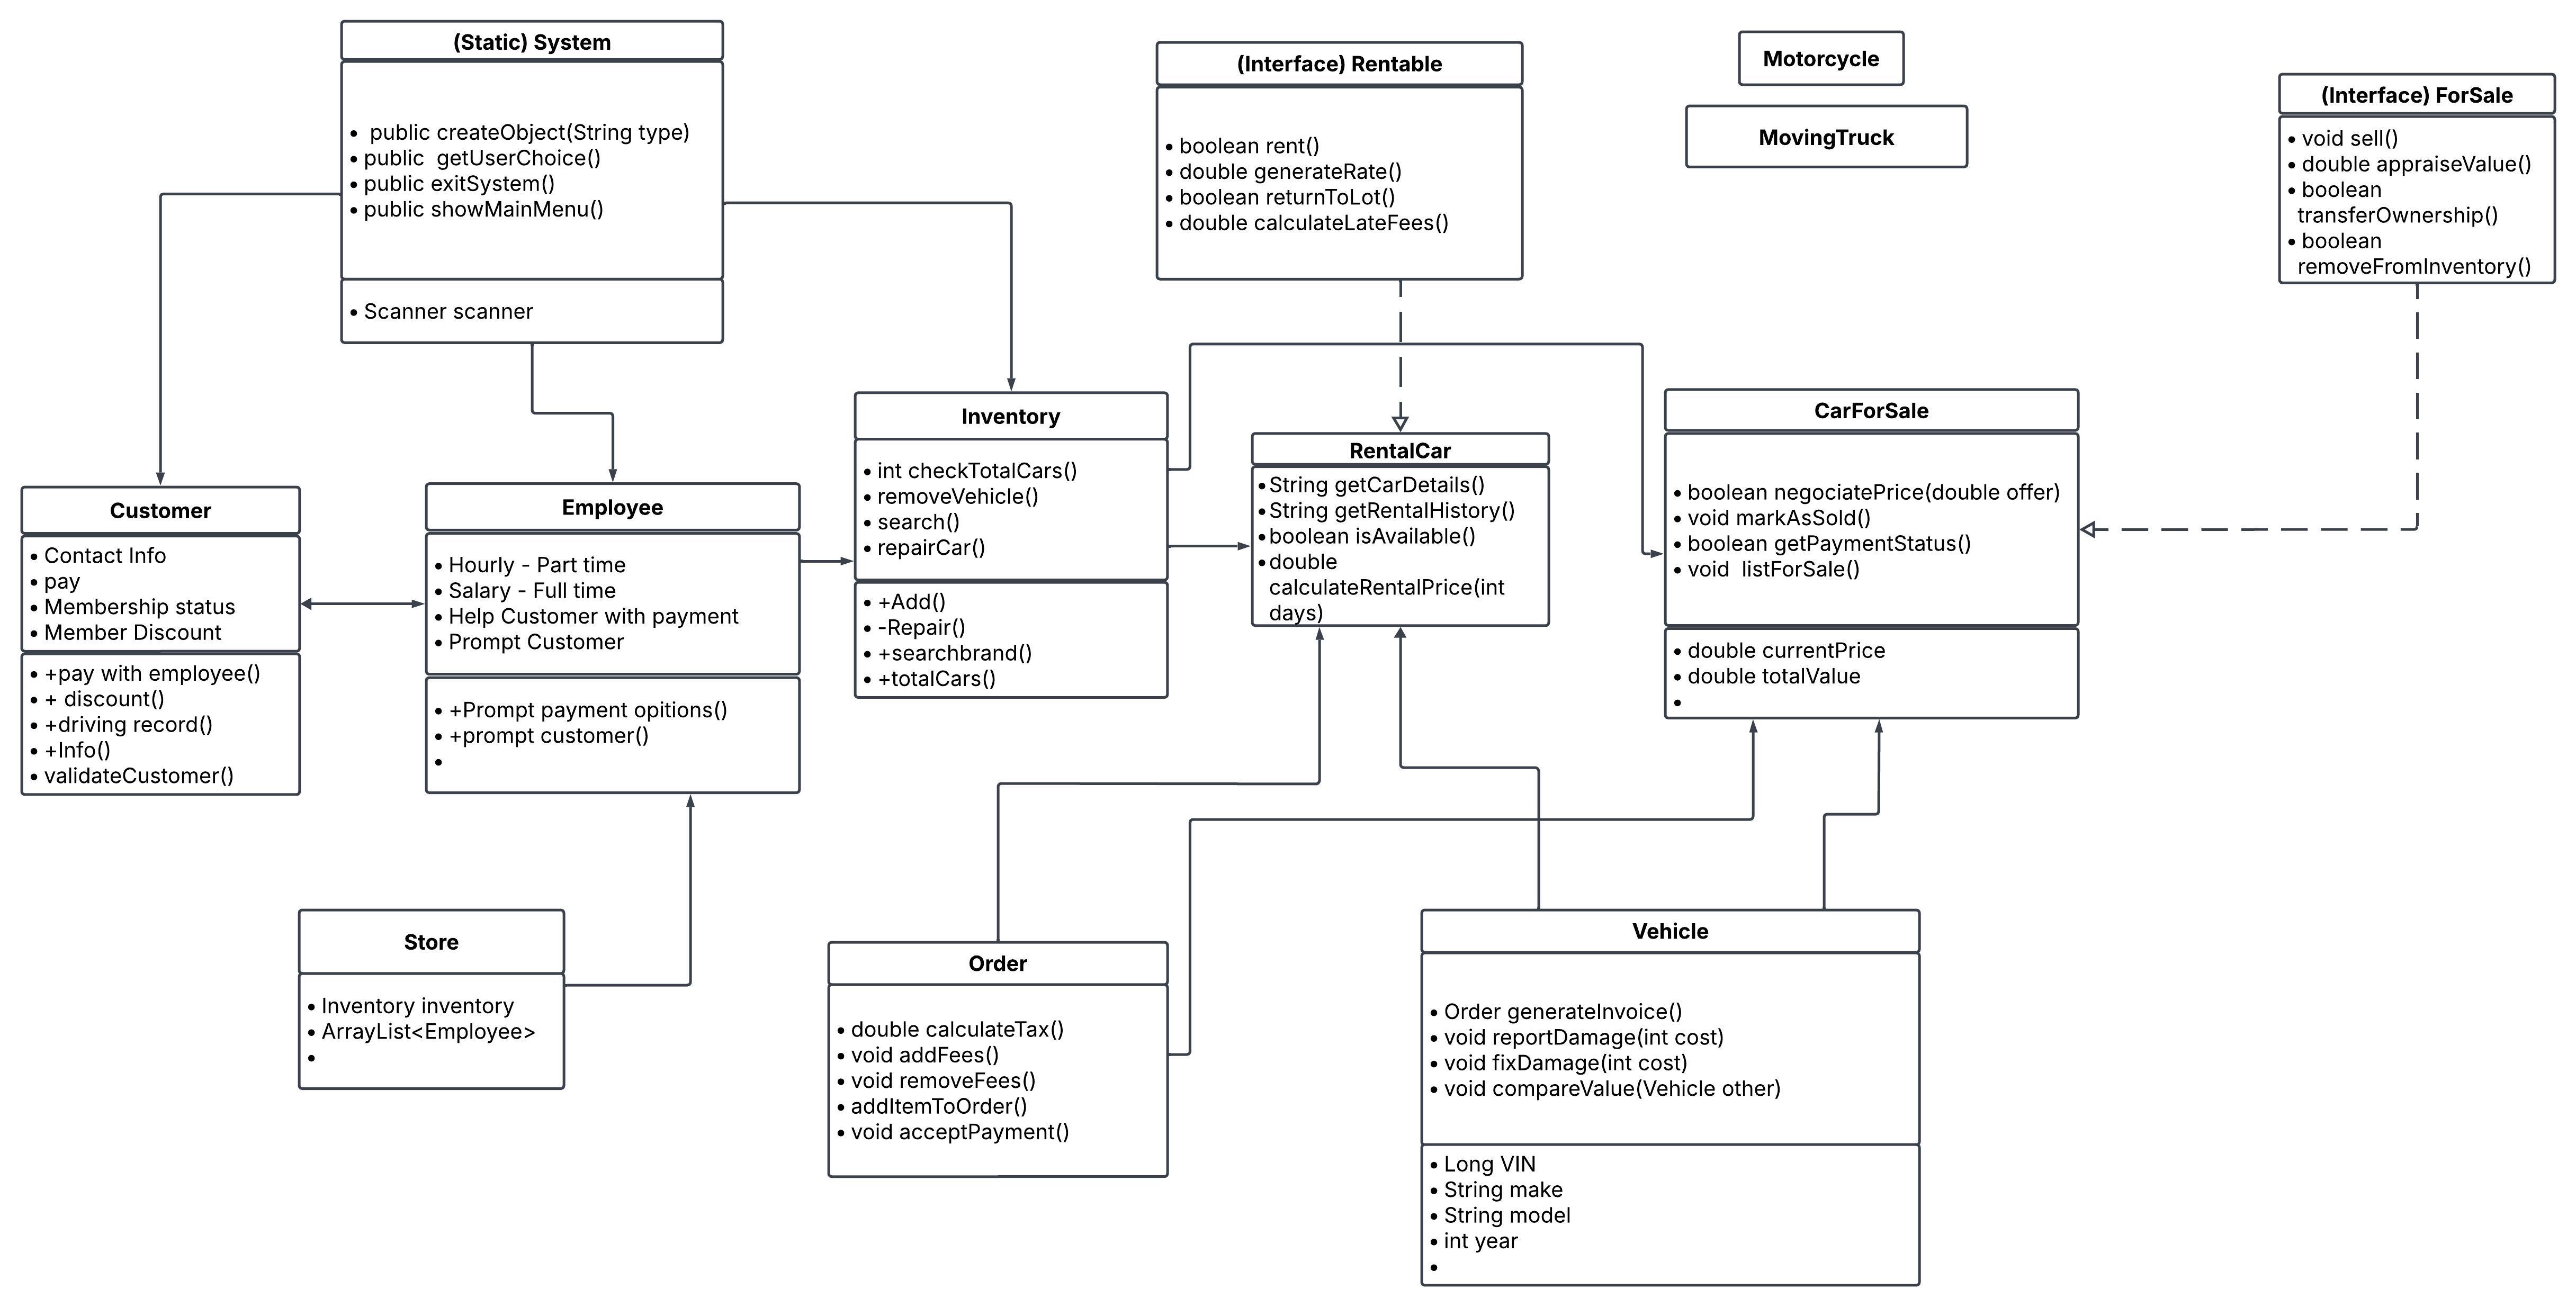 (Static) System
• public createObject(String type)
• public  getUserChoice()
• public exitSystem()
• public showMainMenu()
• Scanner scanner
(Interface) Rentable
• boolean rent()
• double generateRate()
• boolean returnToLot()
• double calculateLateFees()
Motorcycle
MovingTruck
(Interface) ForSale
• void sell()
• double appraiseValue()
• boolean
transferOwnership()
• boolean
removeFromInventory()
Customer
• Contact Info
• pay
• Membership status
• Member Discount
• +pay with employee()
• + discount()
• +driving record()
• +Info()
• validateCustomer()
Employee
• Hourly - Part time
• Salary - Full time
• Help Customer with payment
• Prompt Customer
• +Prompt payment opitions()
• +prompt customer()
•
Inventory
• int checkTotalCars()
• removeVehicle()
• search()
• repairCar()
• +Add()
• -Repair()
• +searchbrand()
• +totalCars()
RentalCar
• String getCarDetails()
• String getRentalHistory()
• boolean isAvailable()
• double
calculateRentalPrice(int
days)
CarForSale
• boolean negociatePrice(double offer)
• void markAsSold()
• boolean getPaymentStatus()
• void  listForSale()
• double currentPrice
• double totalValue
•
Store
• Inventory inventory
• ArrayList<Employee>
•
Order
• double calculateTax()
• void addFees()
• void removeFees()
• addItemToOrder()
• void acceptPayment()
Vehicle
• Order generateInvoice()
• void reportDamage(int cost)
• void fixDamage(int cost)
• void compareValue(Vehicle other)
• Long VIN
• String make
• String model
• int year
•